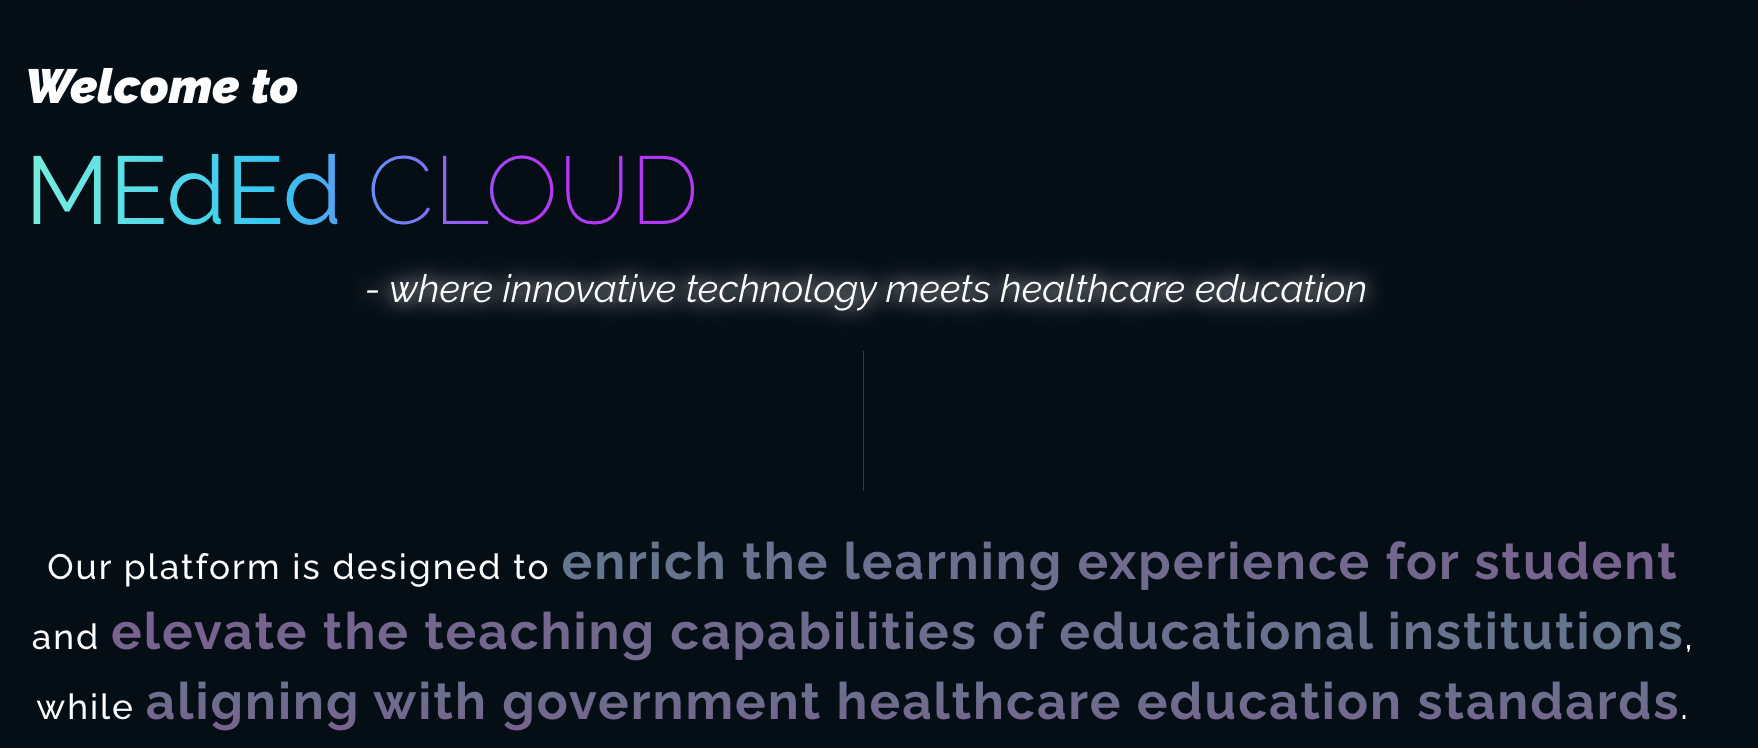 Welcome to
MEdEd CLOUD
- where innovative technology meets healthcare education
Our platform is designed to enrich the learning experience for student
and elevate the teaching capabilities of educational institutions,
while aligning with government healthcare education standards.